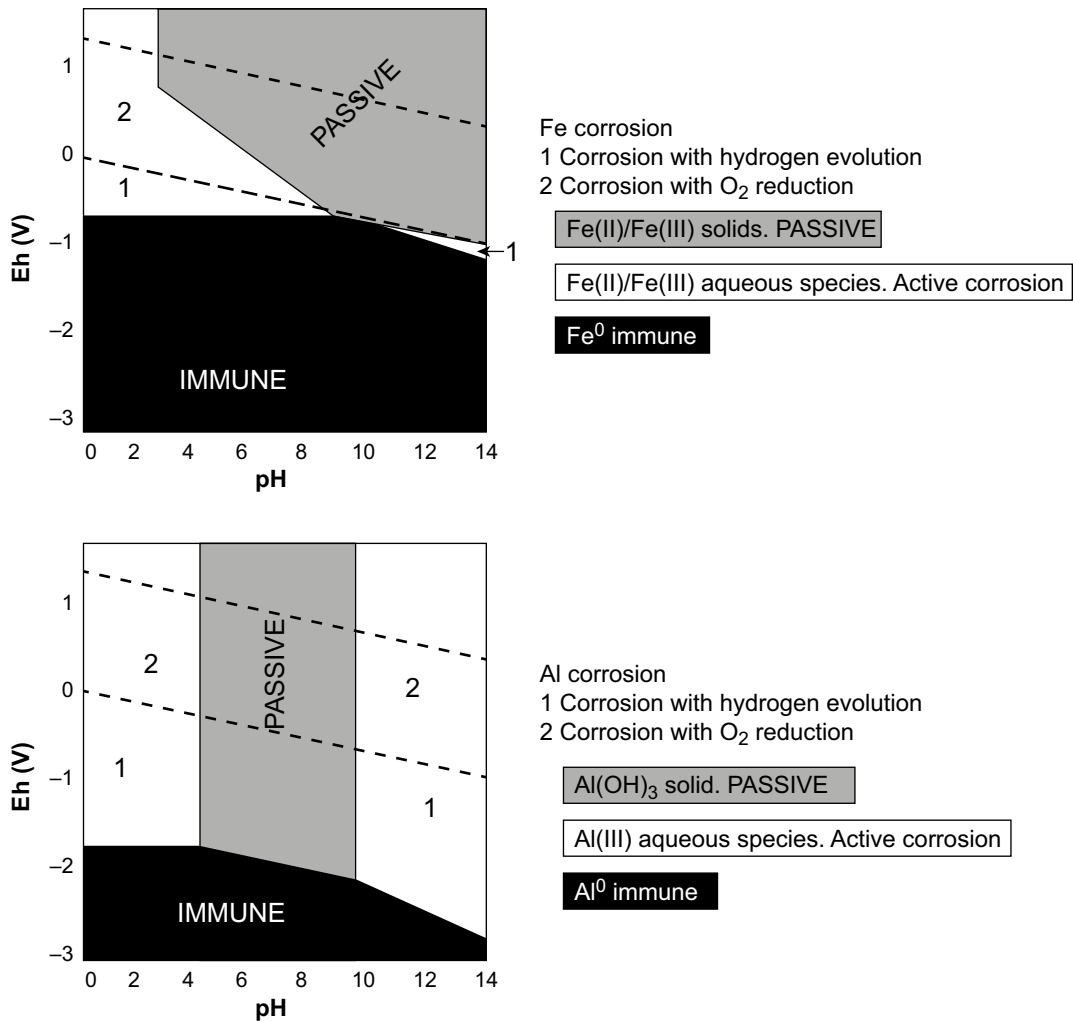 1
0
–1
–2
–3
Eh (V)
2
1
PASSIVE
1
IMMUNE
0 2 4 6 8 10 12 14
pH
Fe corrosion
1 Corrosion with hydrogen evolution
2 Corrosion with O2 reduction
Fe(II)/Fe(III) solids. PASSIVE
Fe(II)/Fe(III) aqueous species. Active corrosion
Fe0 immune
1
0
–1
–2
–3
Eh (V)
2
1
PASSIVE
2
1
IMMUNE
0 2 4 6 8 10 12 14
pH
Al corrosion
1 Corrosion with hydrogen evolution
2 Corrosion with O2 reduction
Al(OH)3 solid. PASSIVE
Al(III) aqueous species. Active corrosion
Al0 immune